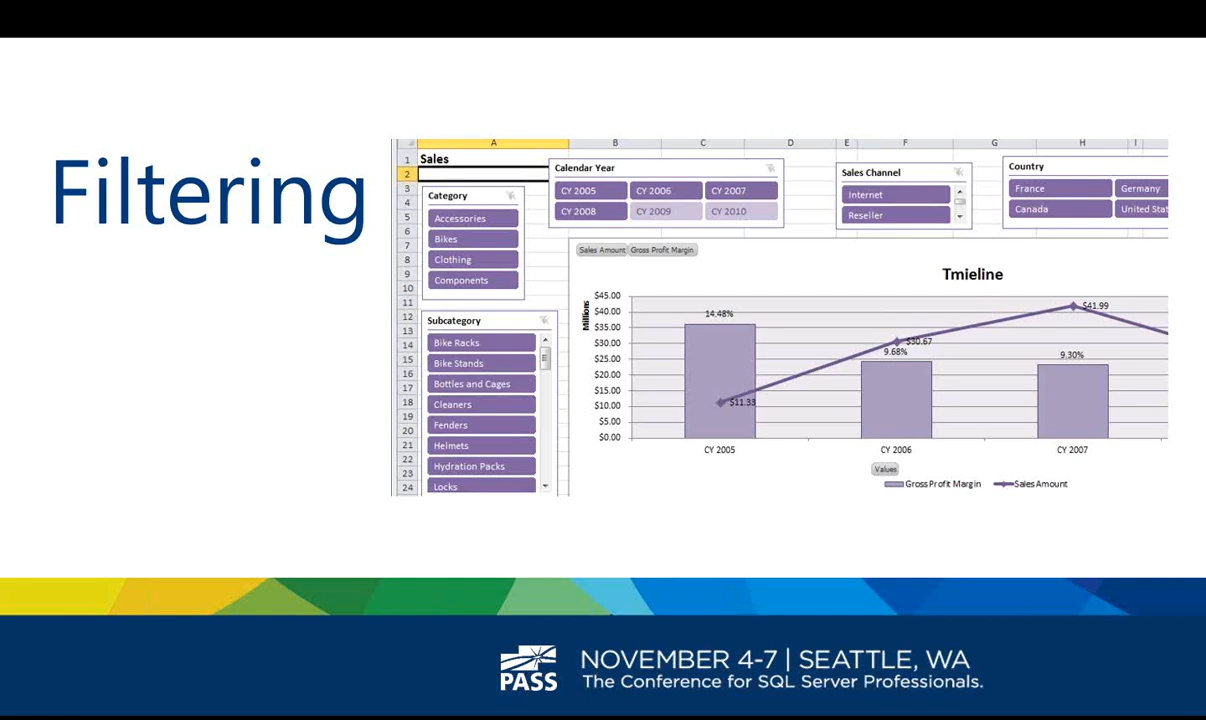 Filtering
A B C D E F G H I
1 Sales
2
3
4
5
6
7
8
9
10
11
12
13
14
15
16
17
18
19
20
21
22
23
24
Category
Accessories
Bikes
Clothing
Components
Subcategory
Bike Racks
Bike Stands
Bottles and Cages
Cleaners
Fenders
Helmets
Hydration Packs
Locks
Calendar Year
CY 2005 CY 2006 CY 2007
CY 2008 CY 2009 CY 2010
Sales Channel
Internet
Reseller
Country
France Germany
Canada United Stat
Sales Amount Gross Profit Margin
Tmieline
Millions
$45.00
$40.00
$35.00
$30.00
$25.00
$20.00
$15.00
$10.00
$5.00
$0.00
14.48%
$11.33
$30.67
9.68%
$41.99
9.30%
CY 2005 CY 2006 CY 2007
Values
Gross Profit Margin Sales Amount
PASS
NOVEMBER 4-7 | SEATTLE, WA
The Conference for SQL Server Professionals.